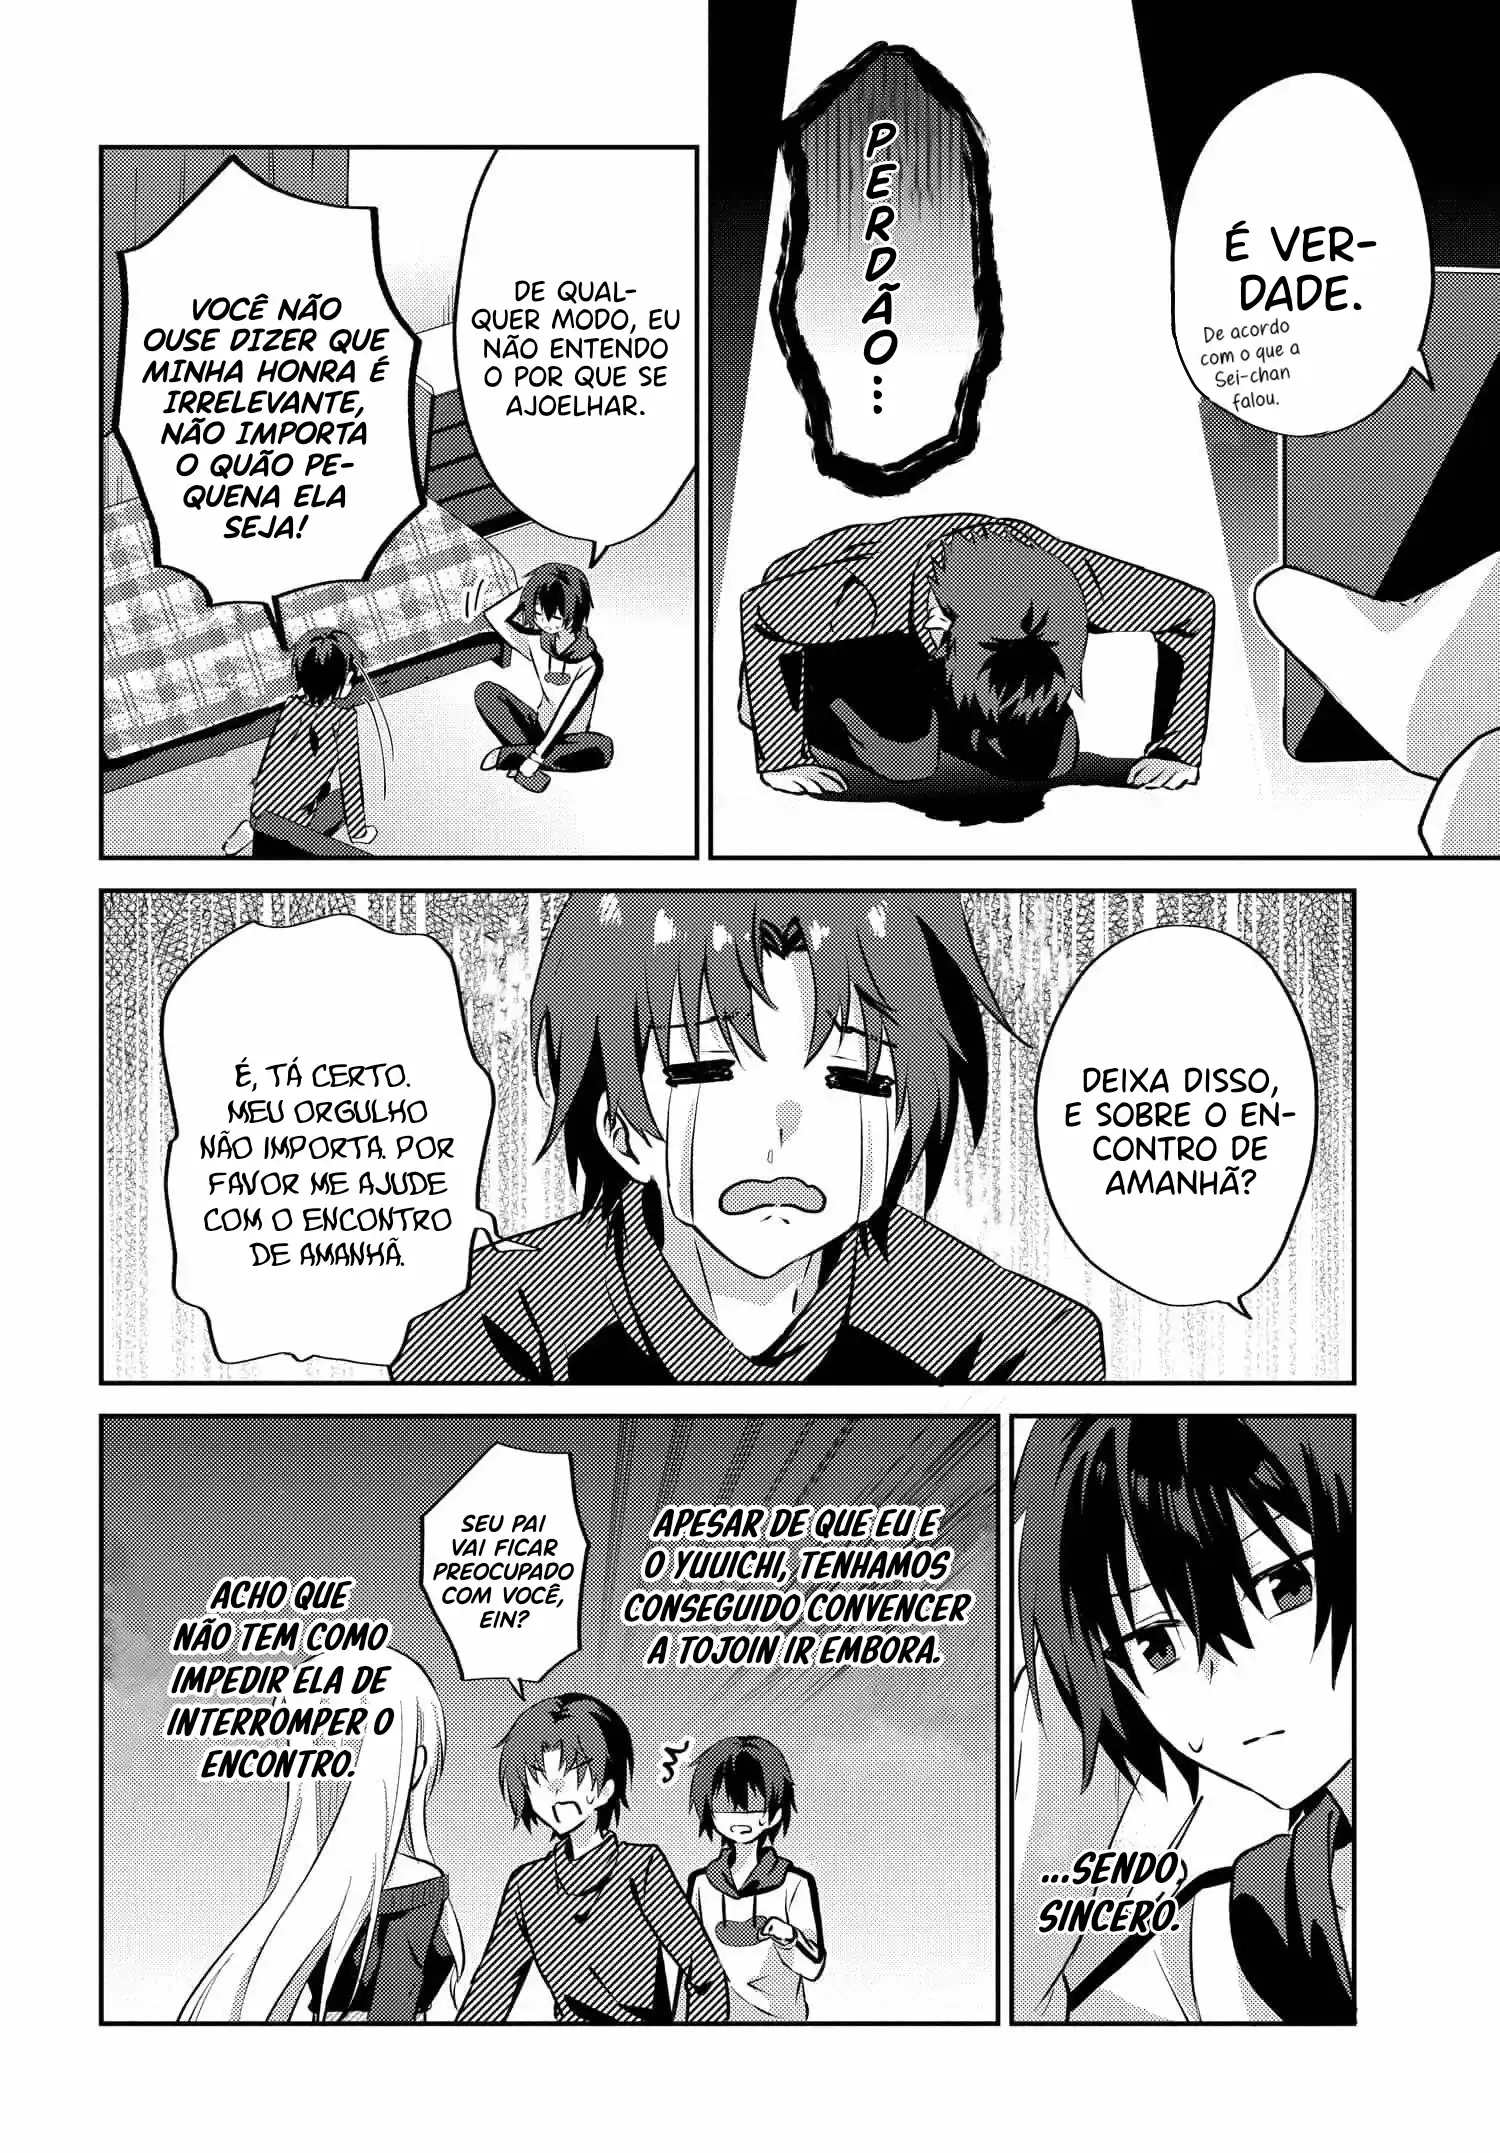 É VER-
DADE.
De acordo
com o que a
Sei-chan
falou.
PERDÃO...
DE QUAL-
QUER MODO, EU
NÃO ENTENDO
O POR QUE SE
AJOELHAR.
VOCÊ NÃO
OUSE DIZER QUE
MINHA HONRA É
IRRELEVANTE,
NÃO IMPORTA
O QUÃO PE-
QUENA ELA
SEJA!
DEIXA DISSO,
E SOBRE O EN-
CONTRO DE
AMANHÃ?
É, TÁ CERTO.
MEU ORGULHO
NÃO IMPORTA. POR
FAVOR ME AJUDE
COM O ENCONTRO
DE AMANHÃ.
...SENDO
SINCERO.
APESAR DE QUE EU E
O YUUICHI, TENHAMOS
CONSEGUIDO CONVENCER
A TOJOIN IR EMBORA.
SEU PAI
VAI FICAR
PREOCUPADO
COM VOCÊ,
EIN?
ACHO QUE
NÃO TEM COMO
IMPEDIR ELA DE
INTERROMPER O
ENCONTRO.